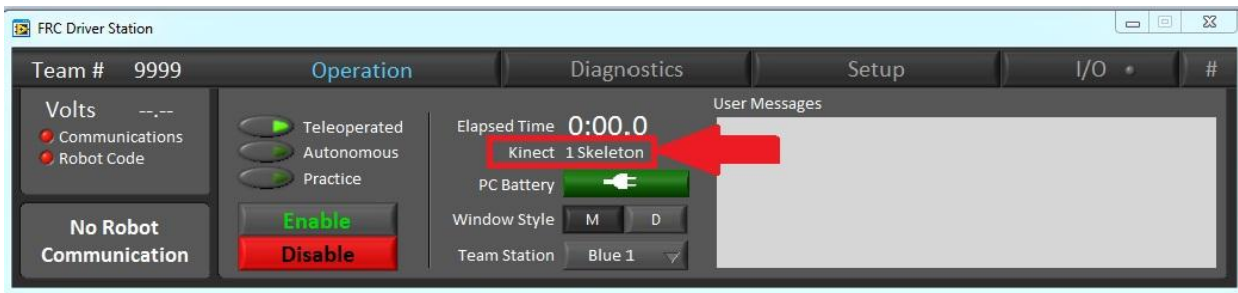 FRC Driver Station
Team # 9999
Operation
Diagnostics
Setup
I/O
#
Volts --.--
Communications
Robot Code
No Robot
Communication
Teleoperated
Autonomous
Practice
Enable
Disable
Elapsed Time 0:00.0
Kinect 1 Skeleton
PC Battery
Window Style M D
Team Station Blue 1
User Messages